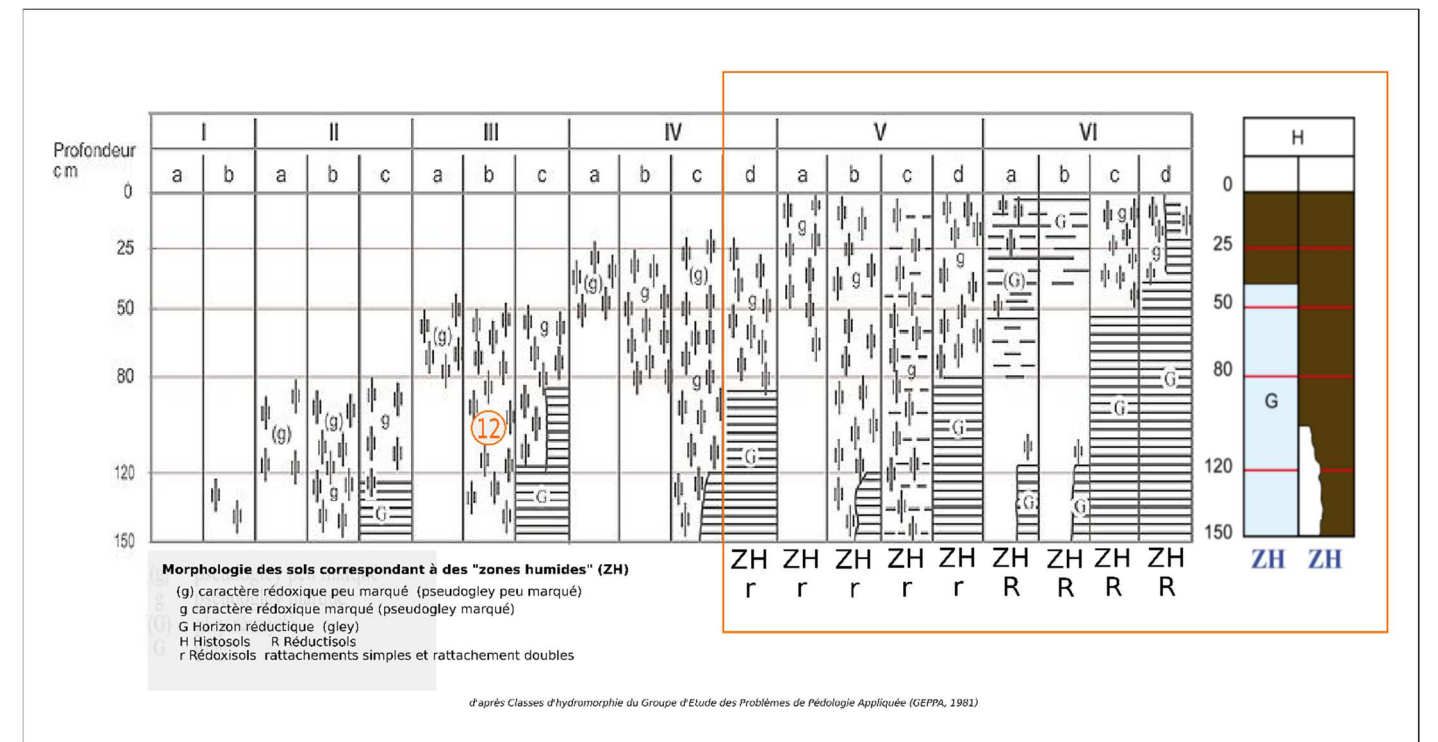 I II III IV V VI H
Profondeur
cm
a b a b c a b c a b c d a b c d a b c d
0 0
25 25
50 50
80 80
120 120
150 150
g g g (g) G
(g) g (g) g (G) g
g g
(g) g g
g
G
(g) g G G
(g) g 12 G G
(g) G
g G G G G
G
ZH ZH ZH ZH ZH ZH ZH ZH ZH ZH ZH
r r r r r R R R R
Morphologie des sols correspondant à des "zones humides" (ZH)
(g) caractère rédoxique peu marqué (pseudogley peu marqué)
g caractère rédoxique marqué (pseudogley marqué)
G Horizon réductique (gley)
H Histosols R Réductisols
r Rédoxisols rattachements simples et rattachement doubles
d'après Classes d'hydromorphie du Groupe d'Etude des Problèmes de Pédologie Appliquée (GEPPA, 1981)